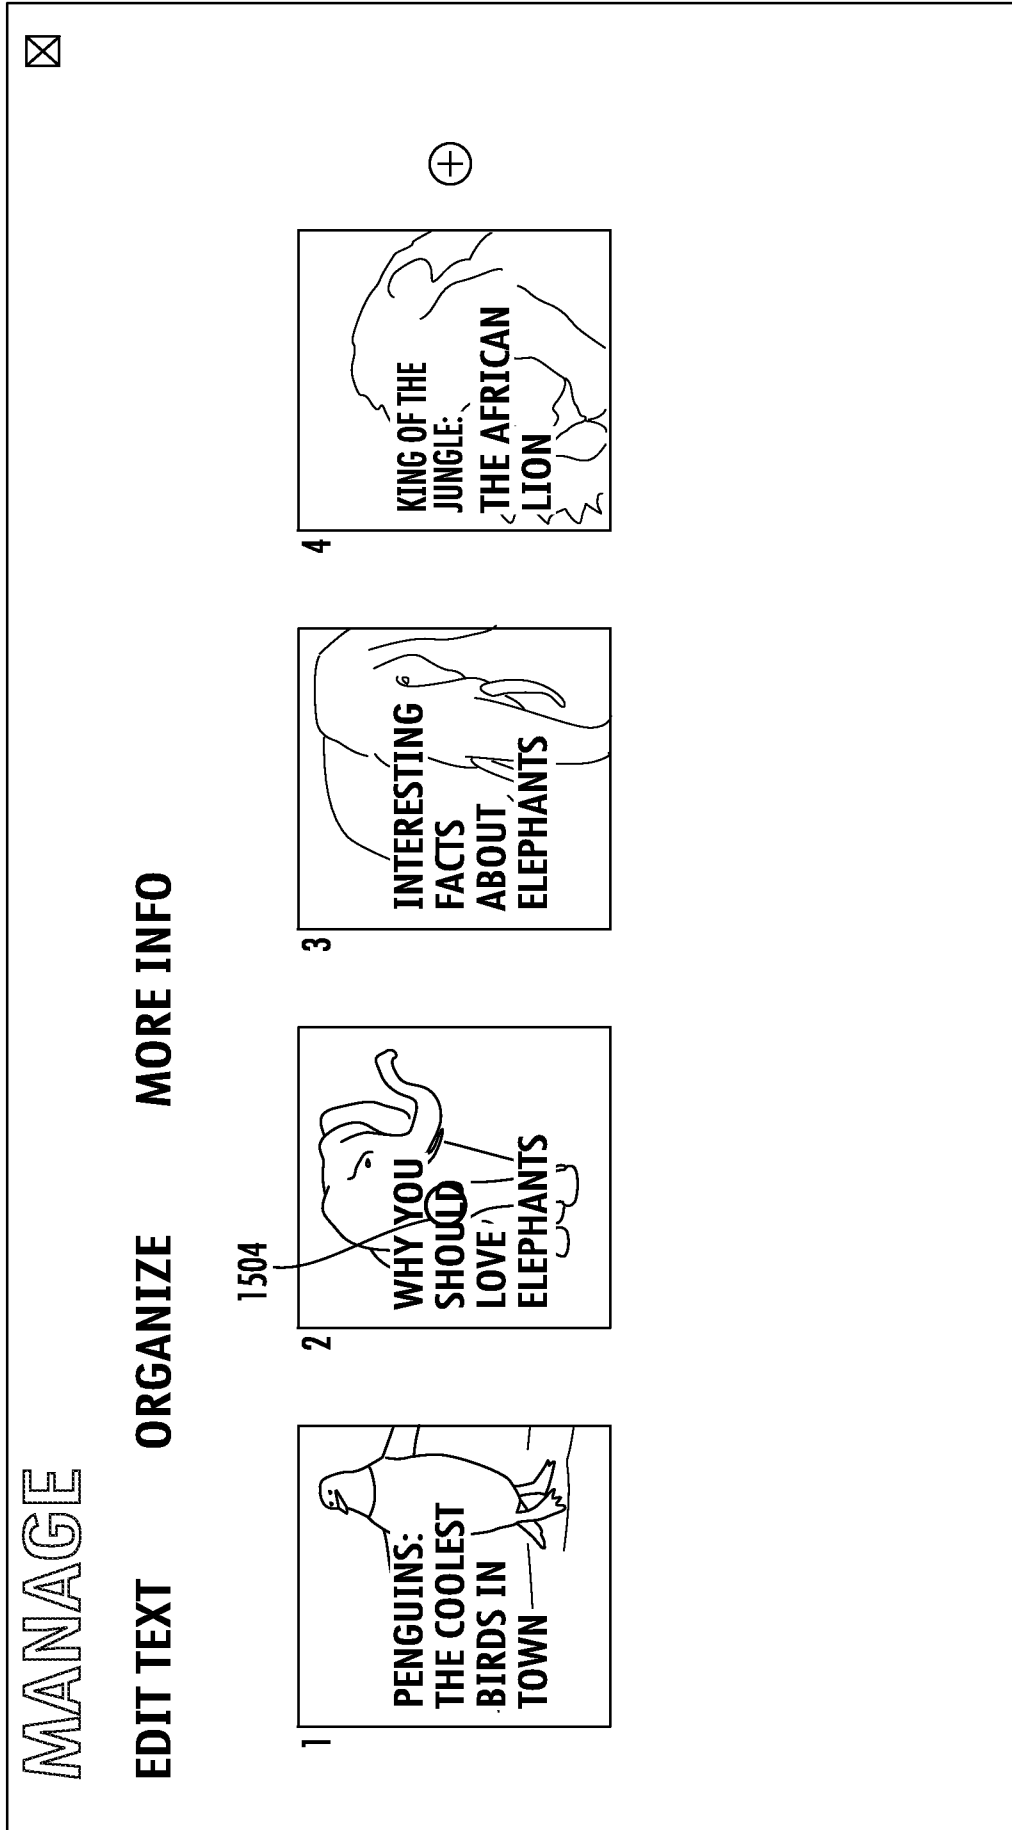 MANAGE
EDIT TEXT
ORGANIZE
MORE INFO
1504
1
PENGUINS:
THE COOLEST
BIRDS IN
TOWN
2
WHY YOU
SHOULD
LOVE
ELEPHANTS
3
INTERESTING
FACTS
ABOUT
ELEPHANTS
4
KING OF THE
JUNGLE:
THE AFRICAN
LION